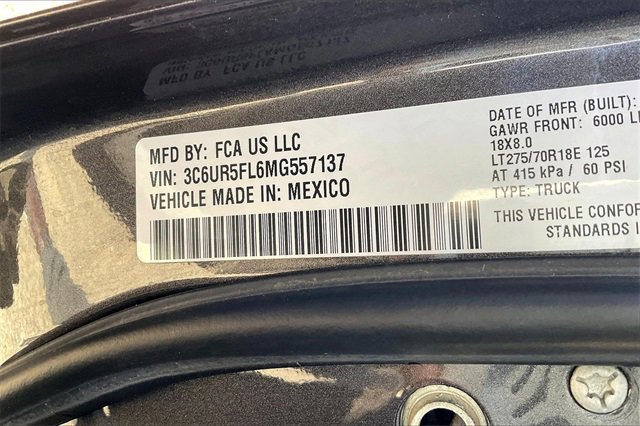 MFD BY: FCA US LLC
VIN: 3C6UR5FL6MG557137
VEHICLE MADE IN: MEXICO
DATE OF MFR (BUILT):
GAWR FRONT: 6000 L
18X8.0
LT275/70R18E 125
AT 415 kPa / 60 PSI
TYPE: TRUCK
THIS VEHICLE CONFOR
STANDARDS I